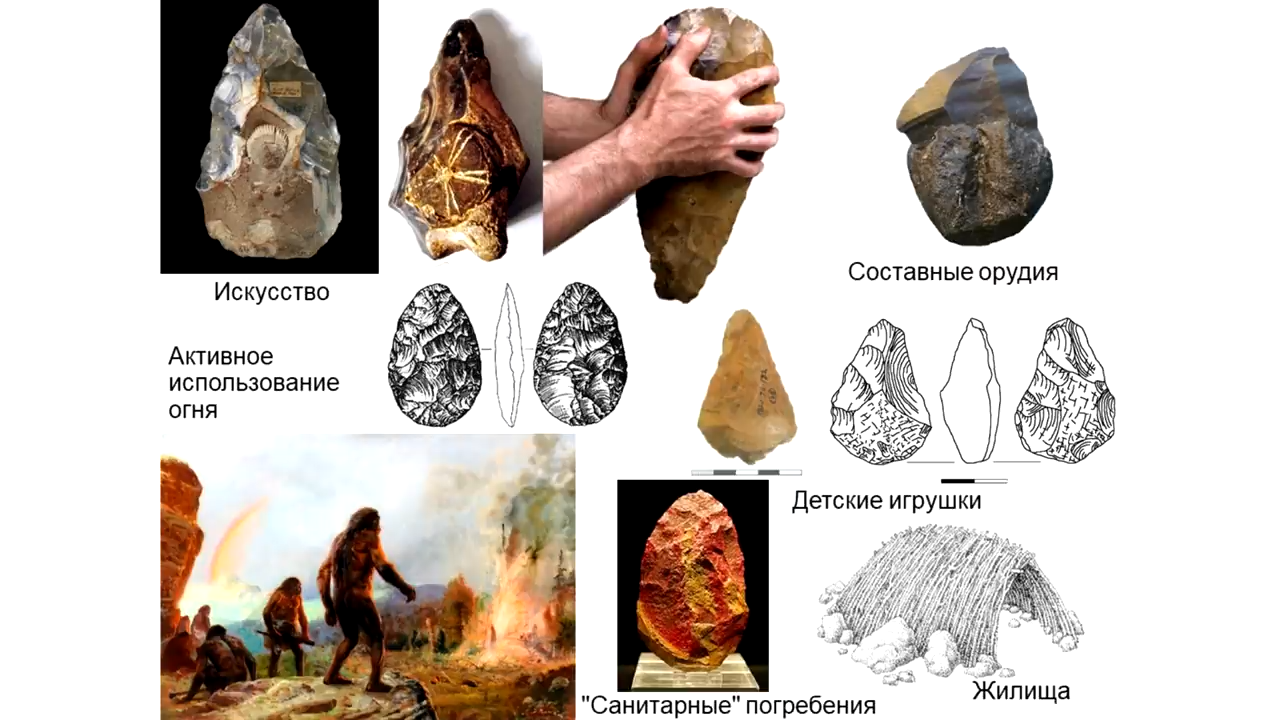 Искусство
Составные орудия
Активное
использование
огня
Детские игрушки
Жилища
"Санитарные" погребения